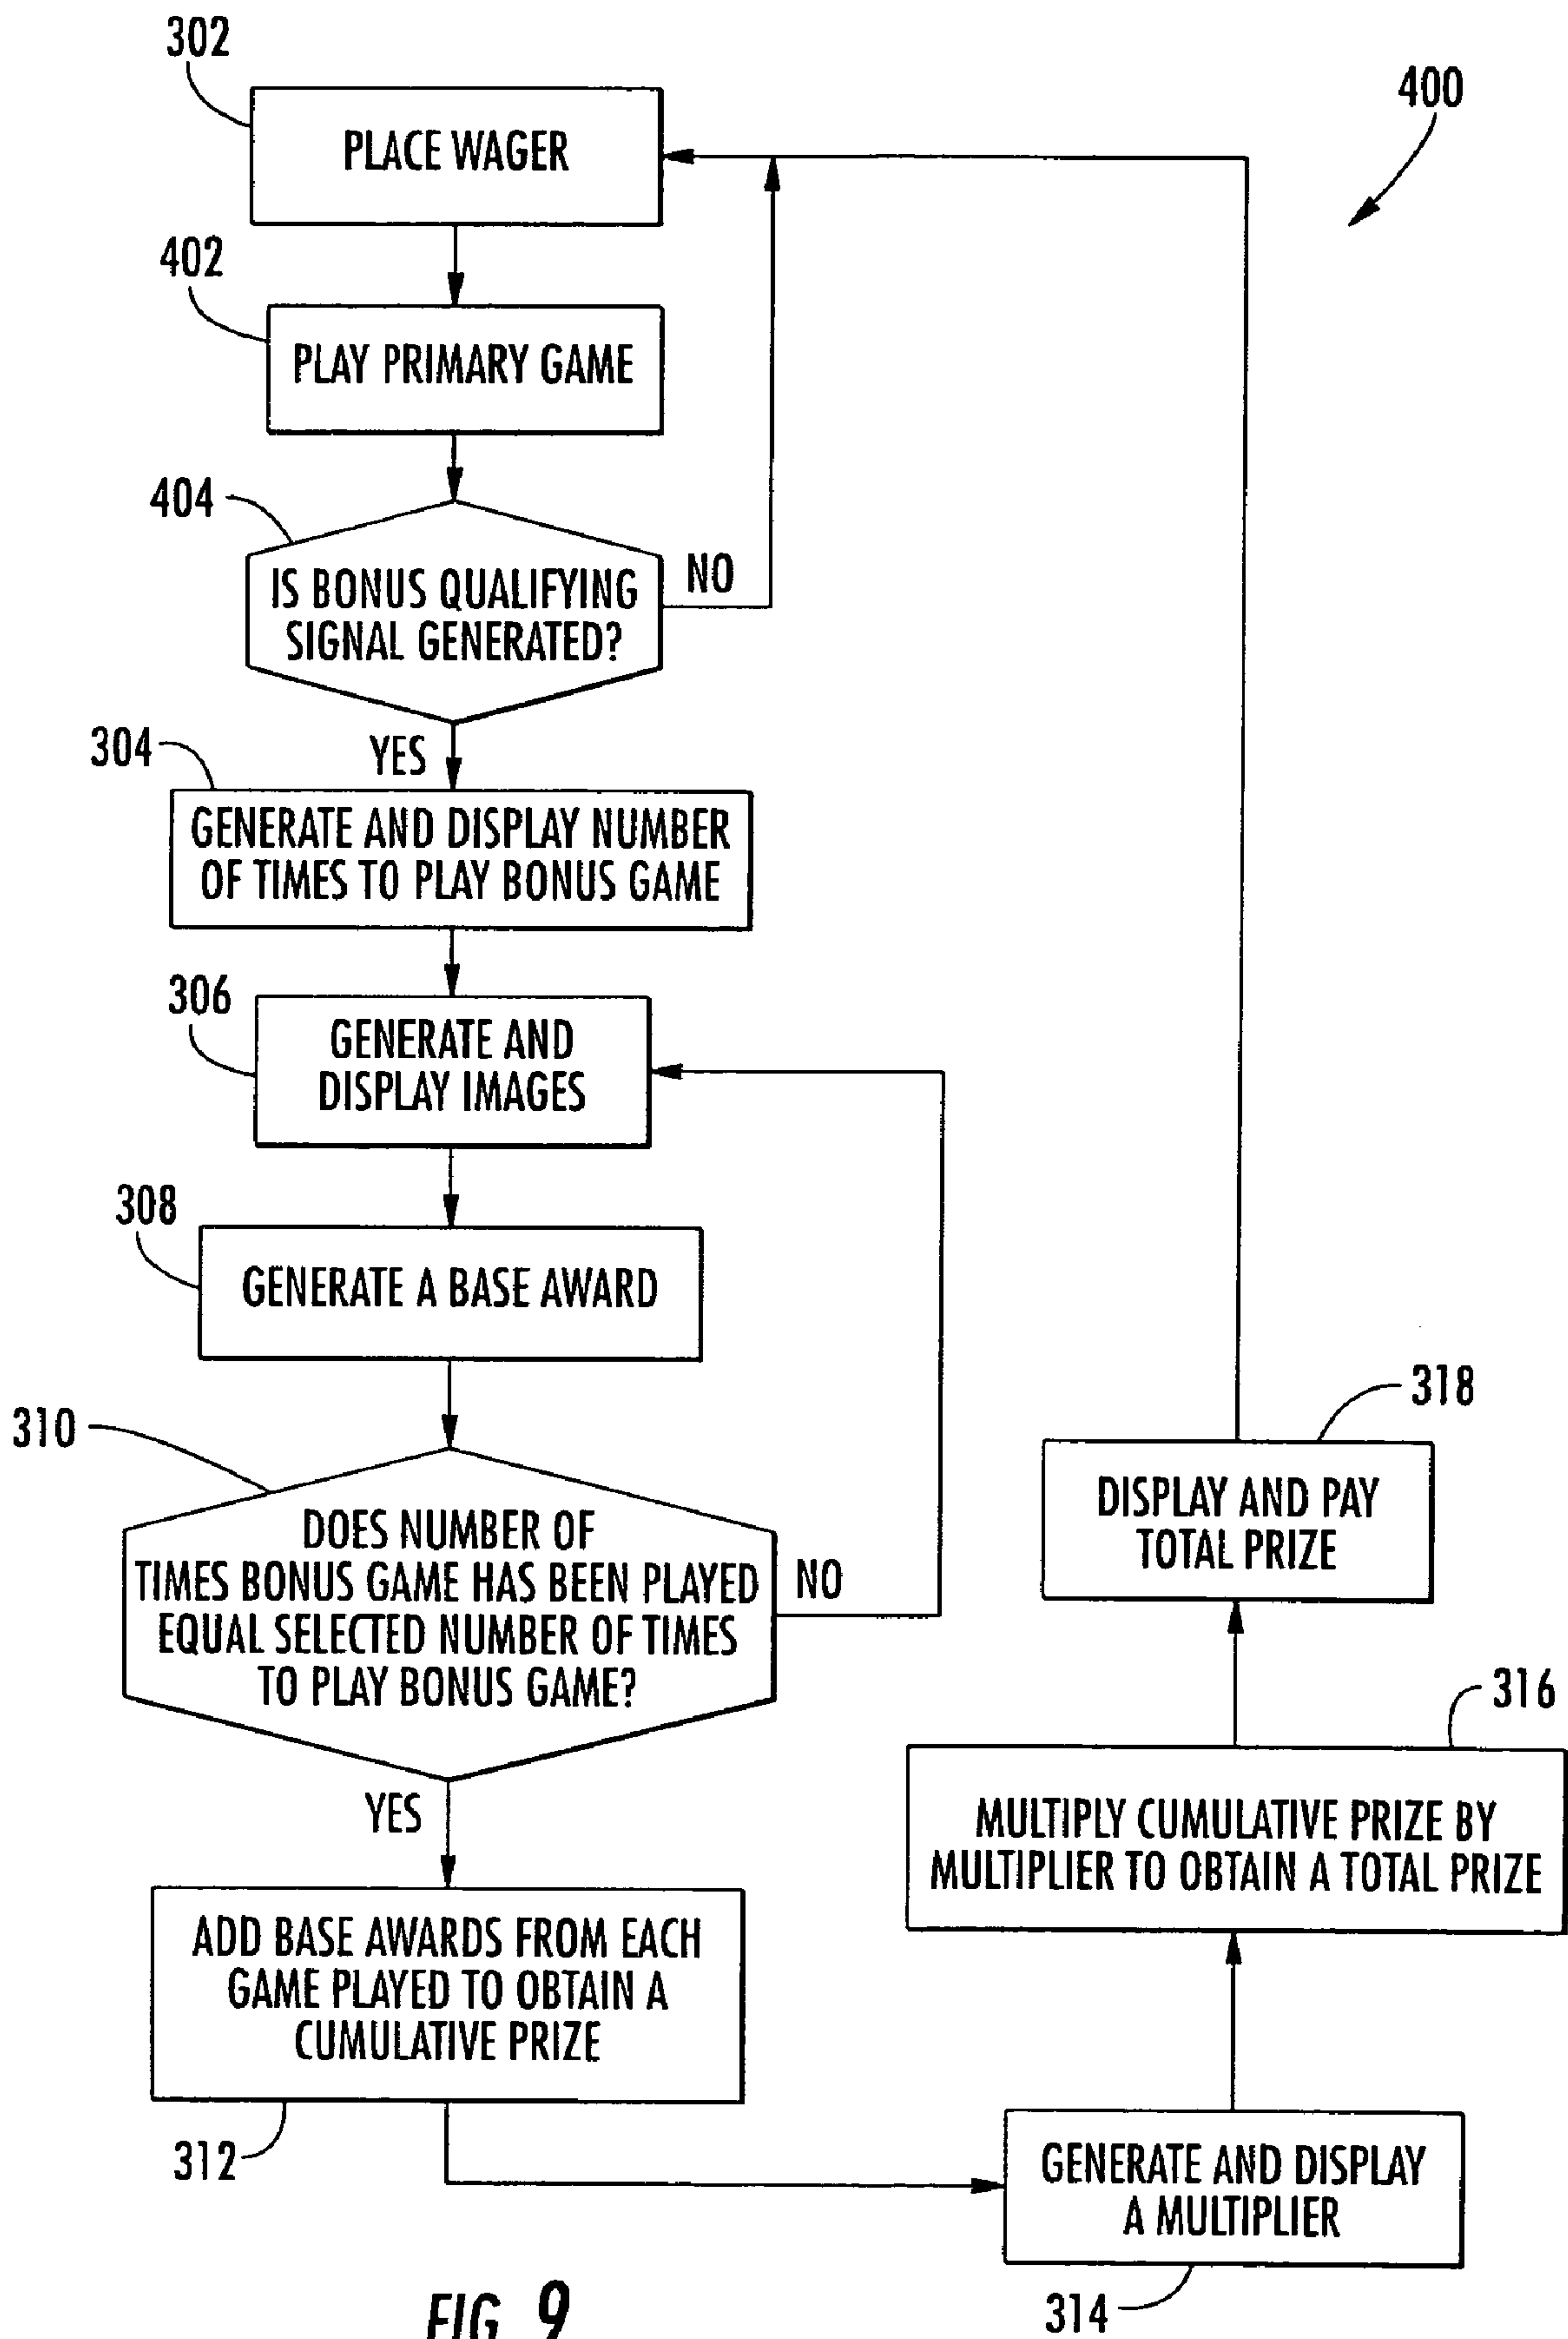 302
PLACE WAGER
400
402
PLAY PRIMARY GAME
404
IS BONUS QUALIFYING
SIGNAL GENERATED?
NO
YES
304
GENERATE AND DISPLAY NUMBER
OF TIMES TO PLAY BONUS GAME
306
GENERATE AND
DISPLAY IMAGES
308
GENERATE A BASE AWARD
310
DOES NUMBER OF
TIMES BONUS GAME HAS BEEN PLAYED
EQUAL SELECTED NUMBER OF TIMES
TO PLAY BONUS GAME?
NO
YES
ADD BASE AWARDS FROM EACH
GAME PLAYED TO OBTAIN A
CUMULATIVE PRIZE
312
GENERATE AND DISPLAY
A MULTIPLIER
314
316
MULTIPLY CUMULATIVE PRIZE BY
MULTIPLIER TO OBTAIN A TOTAL PRIZE
318
DISPLAY AND PAY
TOTAL PRIZE
FIG. 9